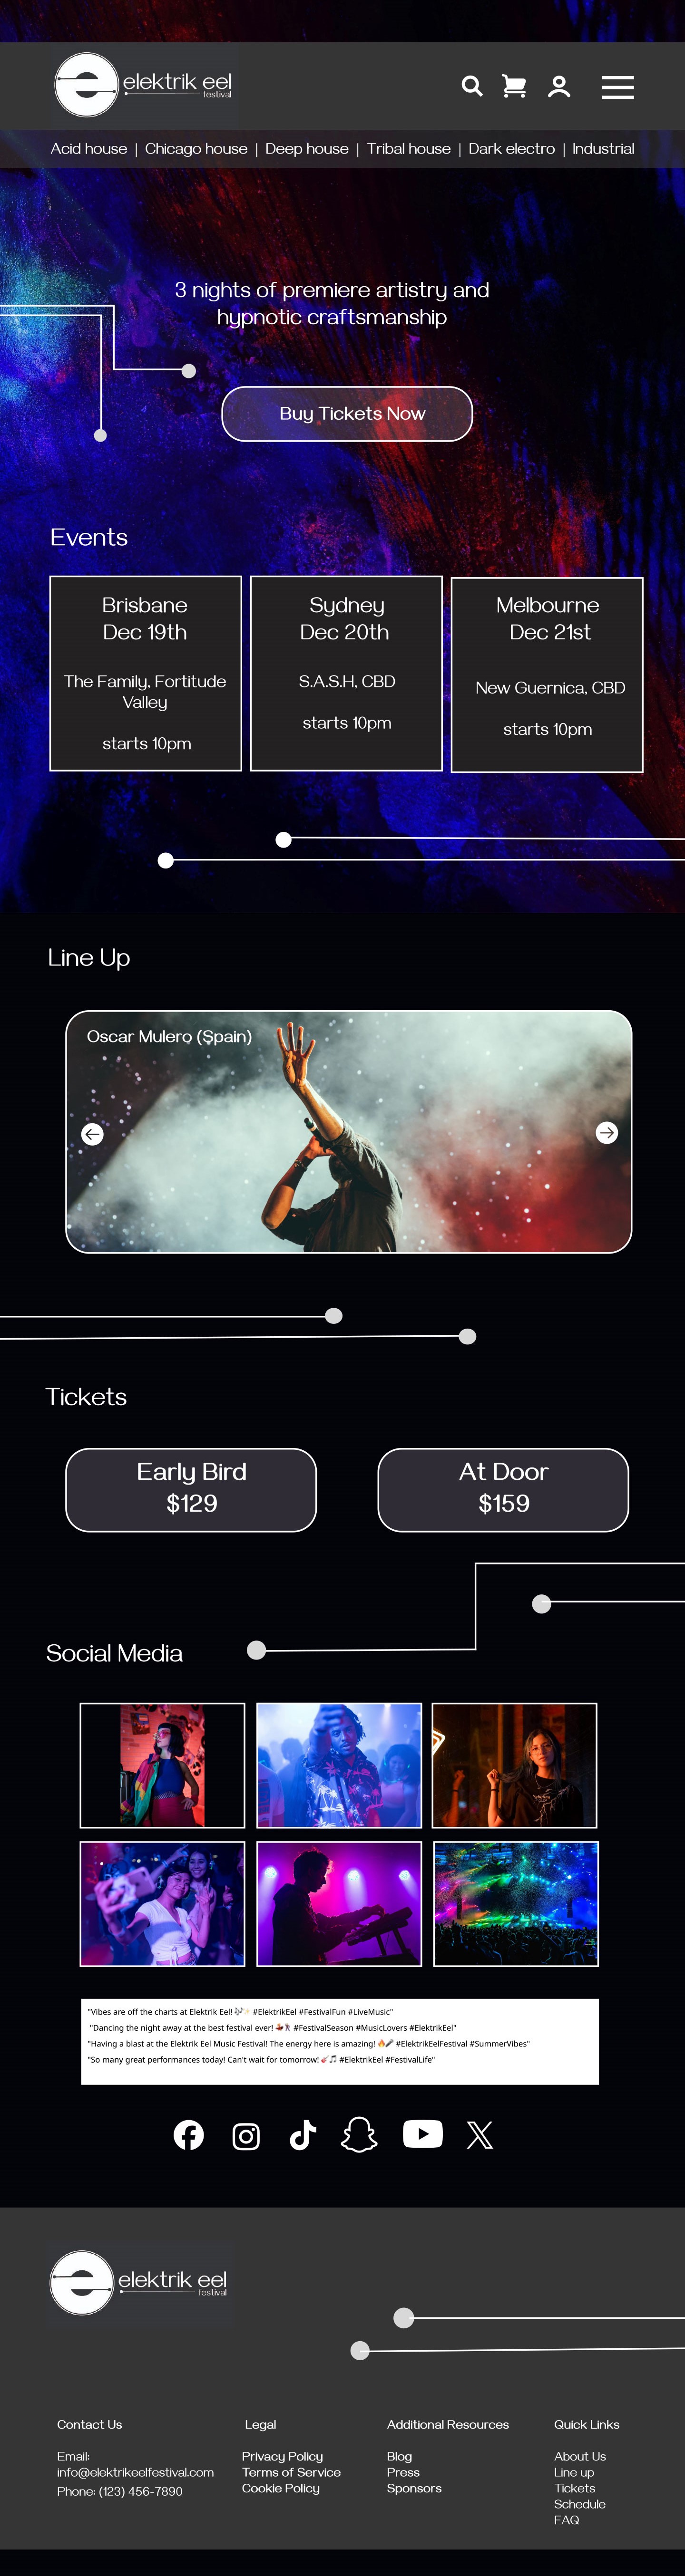 elektrik eel
festival
Acid house | Chicago house | Deep house | Tribal house | Dark electro | Industrial
3 nights of premiere artistry and
hypnotic craftsmanship
Buy Tickets Now
Events
Brisbane
Dec 19th
The Family, Fortitude
Valley
starts 10pm
Sydney
Dec 20th
S.A.S.H, CBD
starts 10pm
Melbourne
Dec 21st
New Guernica, CBD
starts 10pm
Line Up
Oscar Mulero (Spain)
Tickets
Early Bird
$129
At Door
$159
Social Media
"Vibes are off the charts at Elektrik Eel! 🎶✨ #ElektrikEel #FestivalFun #LiveMusic"
"Dancing the night away at the best festival ever! 💃🕺 #FestivalSeason #MusicLovers #ElektrikEel"
"Having a blast at the Elektrik Eel Music Festival! The energy here is amazing! 🔥🎤 #ElektrikEelFestival #SummerVibes"
"So many great performances today! Can't wait for tomorrow! 🎸🎵 #ElektrikEel #FestivalLife"
elektrik eel
festival
Contact Us
Email:
info@elektrikeelfestival.com
Phone: (123) 456-7890
Legal
Privacy Policy
Terms of Service
Cookie Policy
Additional Resources
Blog
Press
Sponsors
Quick Links
About Us
Line up
Tickets
Schedule
FAQ